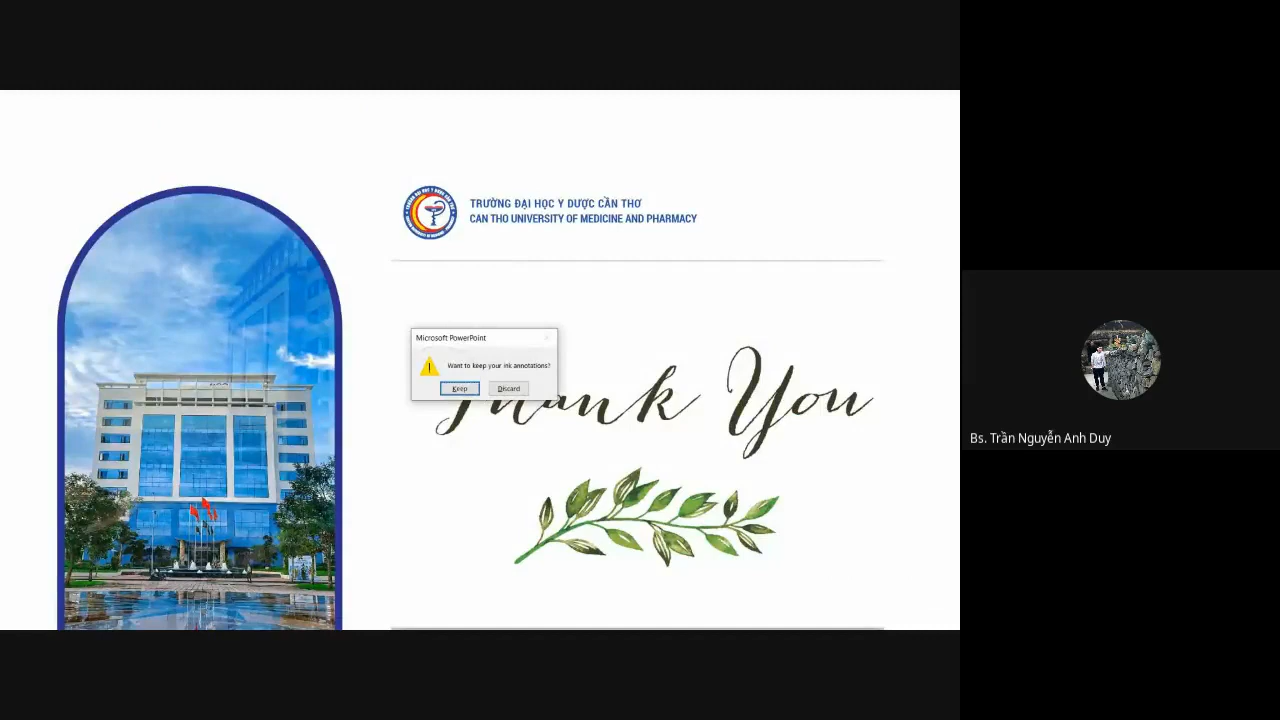 TRƯỜNG ĐẠI HỌC Y DƯỢC CẦN THƠ
CAN THO UNIVERSITY OF MEDICINE AND PHARMACY
Microsoft PowerPoint
Want to keep your ink annotations?
Keep
Discard
Thank You
Bs. Trần Nguyễn Anh Duy